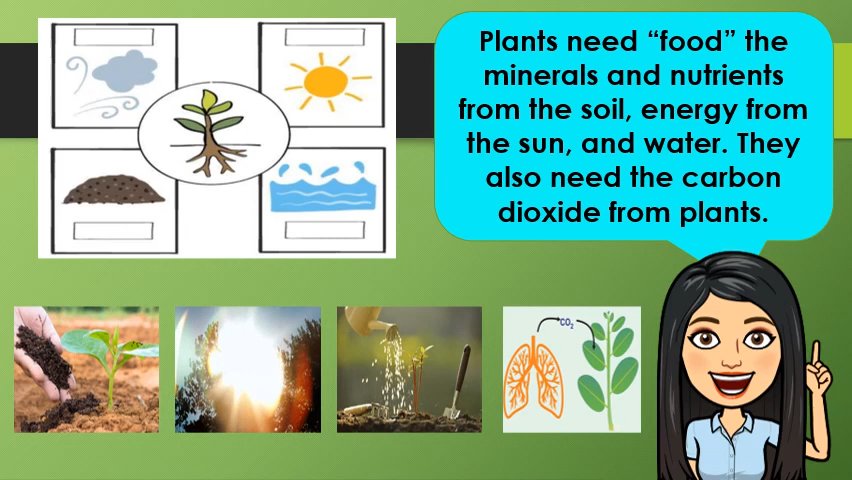 Plants need “food” the
minerals and nutrients
from the soil, energy from
the sun, and water. They
also need the carbon
dioxide from plants.
CO₂